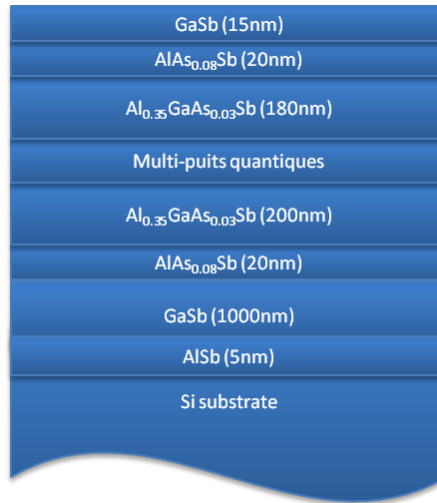 GaSb (15nm)
AlAs₀.₀₈Sb (20nm)
Al₀.₃₅GaAs₀.₀₃Sb (180nm)
Multi-puits quantiques
Al₀.₃₅GaAs₀.₀₃Sb (200nm)
AlAs₀.₀₈Sb (20nm)
GaSb (1000nm)
AlSb (5nm)
Si substrate